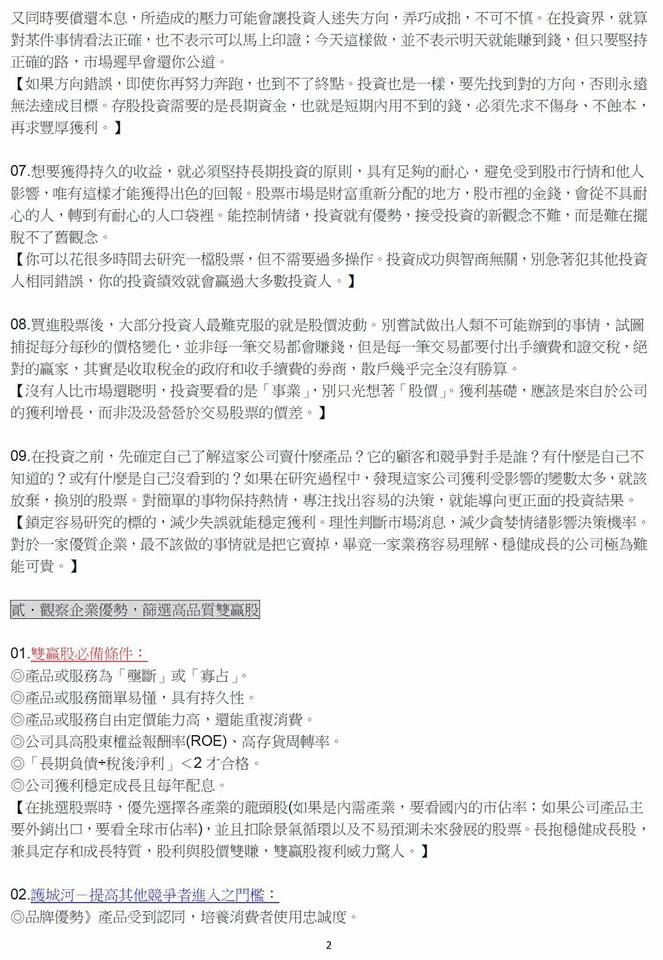 又同時要償還本息，所造成的壓力可能會讓投資人迷失方向，弄巧成拙，不可不慎。在投資界，就算
對某件事情看法正確，也不表示可以馬上印證；今天這樣做，並不表示明天就能賺到錢，但只要堅持
正確的路，市場遲早會還你公道。
【如果方向錯誤，即使你再努力奔跑，也到不了終點。投資也是一樣，要先找到對的方向，否則永遠
無法達成目標。存股投資需要的是長期資金，也就是短期內用不到的錢，必須先求不傷身、不蝕本，
再求豐厚獲利。】
07.想要獲得持久的收益，就必須堅持長期投資的原則，具有足夠的耐心，避免受到股市行情和他人
影響，唯有這樣才能獲得出色的回報。股票市場是財富重新分配的地方，股市裡的金錢，會從不具耐
心的人，轉到有耐心的人口袋裡。能控制情緒，投資就有優勢，接受投資的新觀念不難，而是難在擺
脫不了舊觀念。
【你可以花很多時間去研究一檔股票，但不需要過多操作。投資成功與智商無關，別急著犯其他投資
人相同錯誤，你的投資績效就會贏過大多數投資人。】
08.買進股票後，大部分投資人最難克服的就是股價波動。別嘗試做出人類不可能辦到的事情，試圖
捕捉每分每秒的價格變化，並非每一筆交易都會賺錢，但是每一筆交易都要付出手續費和證交稅，絕
對的贏家，其實是收取稅金的政府和收手續費的券商，散戶幾乎完全沒有勝算。
【沒有人比市場還聰明，投資要看的是「事業」，別只光想著「股價」。獲利基礎，應該是來自於公司
的獲利增長，而非汲汲營營於交易股票的價差。】
09.在投資之前，先確定自己了解這家公司賣什麼產品？它的顧客和競爭對手是誰？有什麼是自己不
知道的？或有什麼是自己沒看到的？如果在研究過程中，發現這家公司獲利受影響的變數太多，就該
放棄，換別的股票。對簡單的事物保持熱情，專注找出容易的決策，就能導向更正面的投資結果。
【鎖定容易研究的標的，減少失誤就能穩定獲利。理性判斷市場消息，減少貪婪情緒影響決策機率。
對於一家優質企業，最不該做的事情就是把它賣掉，畢竟一家業務容易理解、穩健成長的公司極為難
能可貴。】
貳．觀察企業優勢，篩選高品質雙贏股
01.雙贏股必備條件：
◎產品或服務為「壟斷」或「寡占」。
◎產品或服務簡單易懂，具有持久性。
◎產品或服務自由定價能力高，還能重複消費。
◎公司具高股東權益報酬率(ROE)、高存貨周轉率。
◎「長期負債÷稅後淨利」＜2 才合格。
◎公司獲利穩定成長且每年配息。
【在挑選股票時，優先選擇各產業的龍頭股(如果是內需產業，要看國內的市佔率；如果公司產品主
要外銷出口，要看全球市佔率)，並且扣除景氣循環以及不易預測未來發展的股票。長抱穩健成長股，
兼具定存和成長特質，股利與股價雙賺，雙贏股複利威力驚人。】
02.護城河－提高其他競爭者進入之門檻：
◎品牌優勢》產品受到認同，培養消費者使用忠誠度。
2